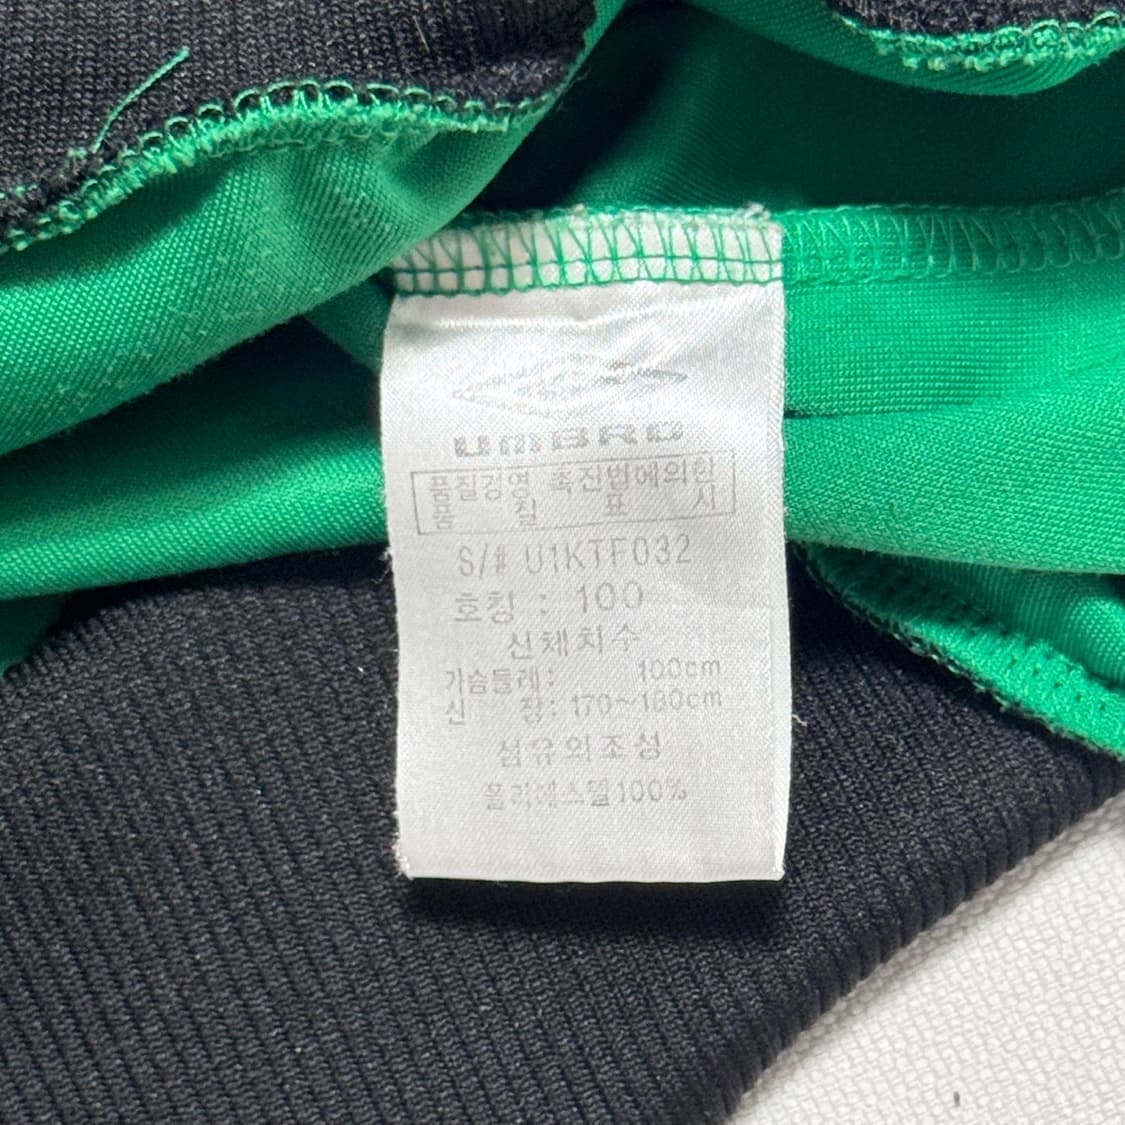 UMBRO
품질경영 촉진법에의한
품 질 표 시
S/# U1KTF032
호칭 : 100
신체치수
가슴둘레: 100cm
신 장: 170~180cm
섬유의조성
폴리에스텔100%